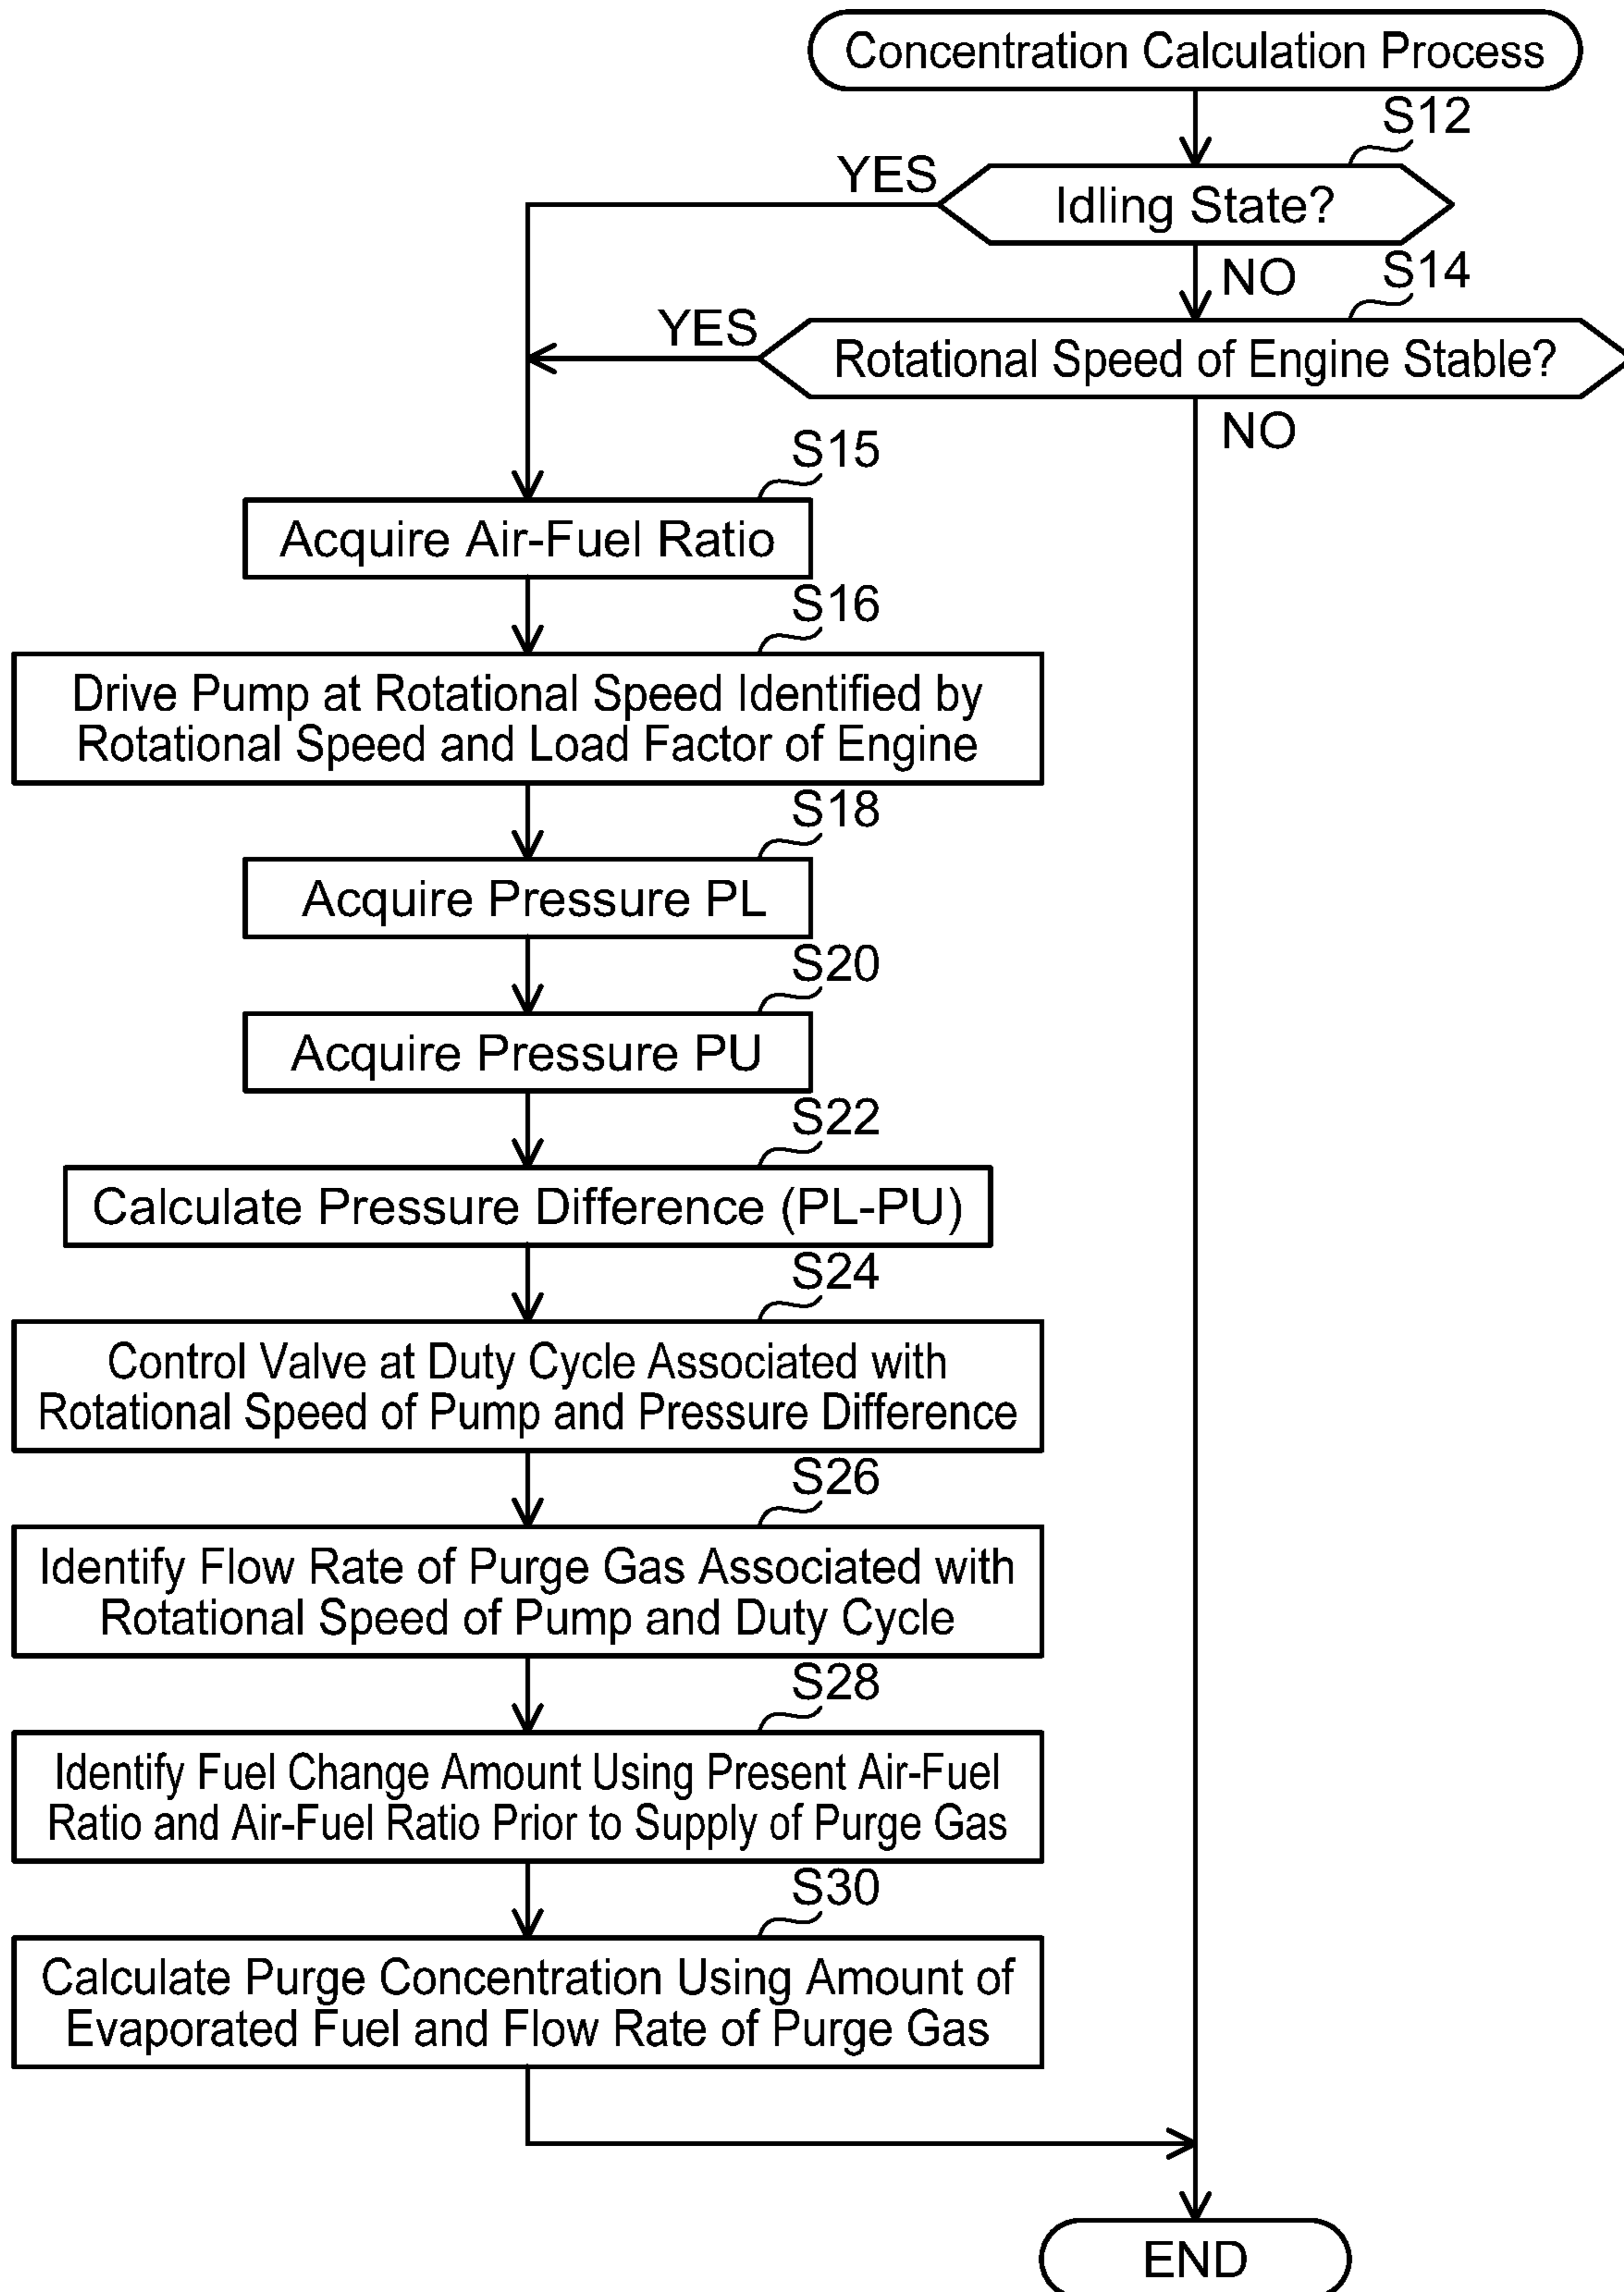 Concentration Calculation Process
S12
YES
Idling State?
NO
S14
YES
Rotational Speed of Engine Stable?
NO
S15
Acquire Air-Fuel Ratio
S16
Drive Pump at Rotational Speed Identified by
Rotational Speed and Load Factor of Engine
S18
Acquire Pressure PL
S20
Acquire Pressure PU
S22
Calculate Pressure Difference (PL-PU)
S24
Control Valve at Duty Cycle Associated with
Rotational Speed of Pump and Pressure Difference
S26
Identify Flow Rate of Purge Gas Associated with
Rotational Speed of Pump and Duty Cycle
S28
Identify Fuel Change Amount Using Present Air-Fuel
Ratio and Air-Fuel Ratio Prior to Supply of Purge Gas
S30
Calculate Purge Concentration Using Amount of
Evaporated Fuel and Flow Rate of Purge Gas
END